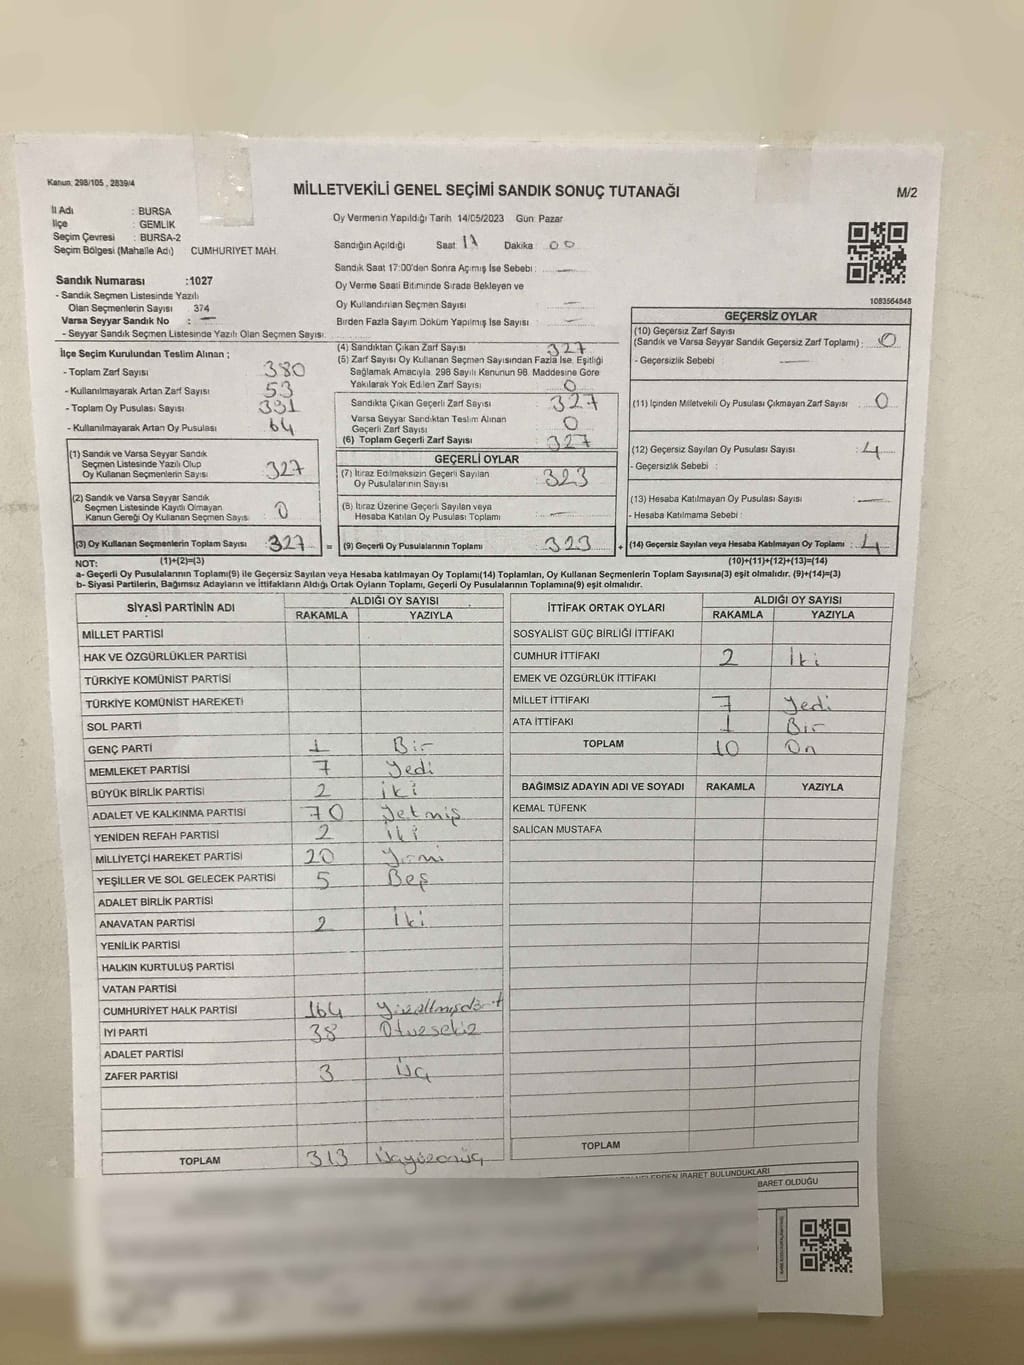 Kanun: 298/105 , 2839/4
MİLLETVEKİLİ GENEL SEÇİMİ SANDIK SONUÇ TUTANAĞI
M/2
İl Adı : BURSA
İlçe : GEMLİK
Seçim Çevresi : BURSA-2
Seçim Bölgesi (Mahalle Adı) CUMHURİYET MAH.
Oy Vermenin Yapıldığı Tarih 14/05/2023 Gün: Pazar
Sandığın Açıldığı Saat: 17 Dakika : 00
Sandık Saat 17:00'den Sonra Açılmış İse Sebebi : —
Oy Verme Saati Bitiminde Sırada Bekleyen ve
Oy Kullandırılan Seçmen Sayısı —
Birden Fazla Sayım Döküm Yapılmış İse Sayısı —
1083564848
Sandık Numarası :1027
- Sandık Seçmen Listesinde Yazılı
Olan Seçmenlerin Sayısı 374
Varsa Seyyar Sandık No : —
- Seyyar Sandık Seçmen Listesinde Yazılı Olan Seçmen Sayısı.
İlçe Seçim Kurulundan Teslim Alınan ;
- Toplam Zarf Sayısı : 380
- Kullanılmayarak Artan Zarf Sayısı : 53
- Toplam Oy Pusulası Sayısı : 391
- Kullanılmayarak Artan Oy Pusulası : 64
(1) Sandık ve Varsa Seyyar Sandık
Seçmen Listesinde Yazılı Olup
Oy Kullanan Seçmenlerin Sayısı : 327
(2) Sandık ve Varsa Seyyar Sandık
Seçmen Listesinde Kayıtlı Olmayan
Kanun Gereği Oy Kullanan Seçmen Sayısı : 0
(3) Oy Kullanan Seçmenlerin Toplam Sayısı : 327
(4) Sandıktan Çıkan Zarf Sayısı : 327
(5) Zarf Sayısı Oy Kullanan Seçmen Sayısından Fazla İse, Eşitliği
Sağlamak Amacıyla, 298 Sayılı Kanunun 98. Maddesine Göre
Yakılarak Yok Edilen Zarf Sayısı : 0
Sandıkta Çıkan Geçerli Zarf Sayısı : 327
Varsa Seyyar Sandıktan Teslim Alınan
Geçerli Zarf Sayısı : 0
(6) Toplam Geçerli Zarf Sayısı : 327
GEÇERLİ OYLAR
(7) İtiraz Edilmeksizin Geçerli Sayılan
Oy Pusulalarının Sayısı : 323
(8) İtiraz Üzerine Geçerli Sayılan veya
Hesaba Katılan Oy Pusulası Toplamı : —
= (9) Geçerli Oy Pusulalarının Toplamı : 323
GEÇERSİZ OYLAR
(10) Geçersiz Zarf Sayısı
(Sandık ve Varsa Seyyar Sandık Geçersiz Zarf Toplamı) : 0
- Geçersizlik Sebebi : —
(11) İçinden Milletvekili Oy Pusulası Çıkmayan Zarf Sayısı : 0
(12) Geçersiz Sayılan Oy Pusulası Sayısı : 4
- Geçersizlik Sebebi :
(13) Hesaba Katılmayan Oy Pusulası Sayısı : —
- Hesaba Katılmama Sebebi :
+ (14) Geçersiz Sayılan veya Hesaba Katılmayan Oy Toplamı : 4
NOT: (1)+(2)=(3) (10)+(11)+(12)+(13)=(14)
a- Geçerli Oy Pusulalarının Toplamı(9) ile Geçersiz Sayılan veya Hesaba katılmayan Oy Toplamı(14) Toplamları, Oy Kullanan Seçmenlerin Toplam Sayısına(3) eşit olmalıdır. (9)+(14)=(3)
b- Siyasi Partilerin, Bağımsız Adayların ve İttifakların Aldığı Ortak Oyların Toplamı, Geçerli Oy Pusulalarının Toplamına(9) eşit olmalıdır.
SİYASİ PARTİNİN ADI ALDIĞI OY SAYISI
RAKAMLA YAZIYLA
MİLLET PARTİSİ
HAK VE ÖZGÜRLÜKLER PARTİSİ
TÜRKİYE KOMÜNİST PARTİSİ
TÜRKİYE KOMÜNİST HAREKETİ
SOL PARTİ
GENÇ PARTİ 1 Bir
MEMLEKET PARTİSİ 7 Yedi
BÜYÜK BİRLİK PARTİSİ 2 iki
ADALET VE KALKINMA PARTİSİ 70 Yetmiş
YENİDEN REFAH PARTİSİ 2 iki
MİLLİYETÇİ HAREKET PARTİSİ 20 Yirmi
YEŞİLLER VE SOL GELECEK PARTİSİ 5 Beş
ADALET BİRLİK PARTİSİ
ANAVATAN PARTİSİ 2 İki
YENİLİK PARTİSİ
HALKIN KURTULUŞ PARTİSİ
VATAN PARTİSİ
CUMHURİYET HALK PARTİSİ 164 Yüzaltmışdört
İYİ PARTİ 38 Otuzsekiz
ADALET PARTİSİ
ZAFER PARTİSİ 3 Üç
TOPLAM 313 Üçyüzonüç
İTTİFAK ORTAK OYLARI ALDIĞI OY SAYISI
RAKAMLA YAZIYLA
SOSYALİST GÜÇ BİRLİĞİ İTTİFAKI
CUMHUR İTTİFAKI 2 İki
EMEK VE ÖZGÜRLÜK İTTİFAKI
MİLLET İTTİFAKI 7 Yedi
ATA İTTİFAKI 1 Bir
TOPLAM 10 On
BAĞIMSIZ ADAYIN ADI VE SOYADI RAKAMLA YAZIYLA
KEMAL TÜFENK
SALİCAN MUSTAFA
TOPLAM
İBARET BULUNDUKLARI
BARET OLDUĞU